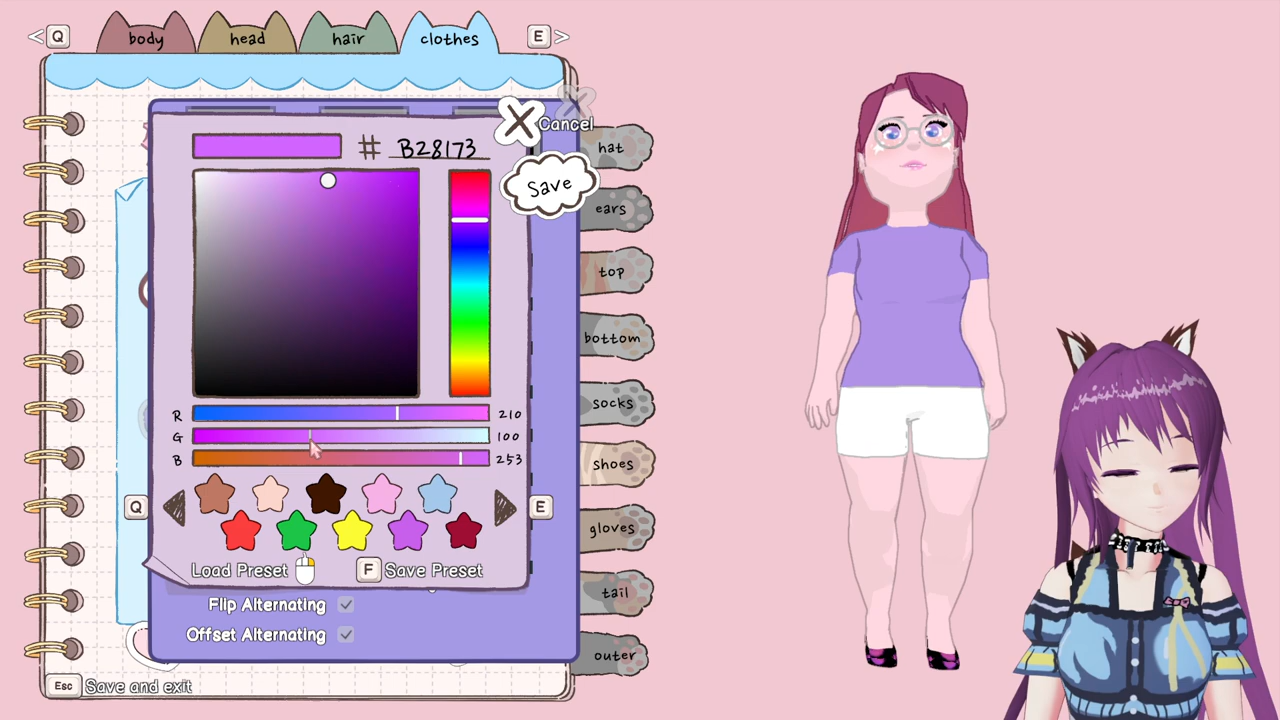 < Q body head hair clothes E >
Cancel
# B28173
Save
hat
ears
top
bottom
socks
shoes
gloves
tail
outer
R 210
G 100
B 253
Q E
Load Preset F Save Preset
Flip Alternating
Offset Alternating
Esc Save and exit